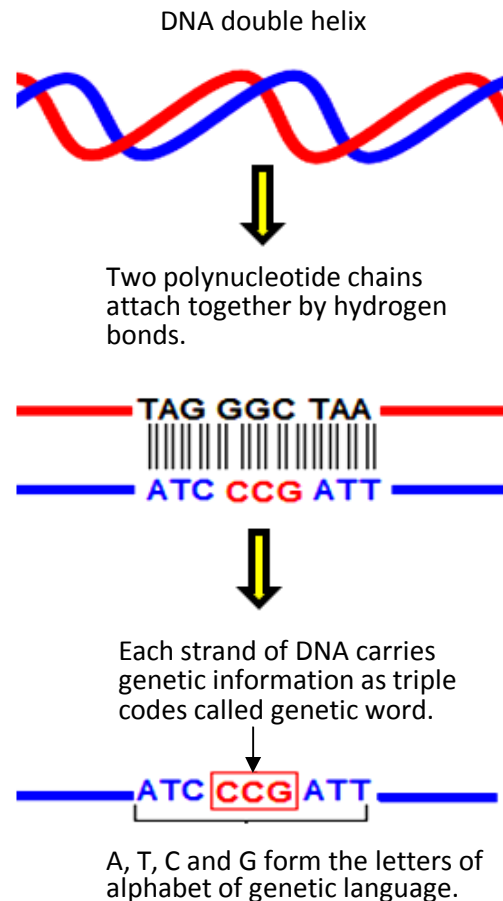 DNA double helix
Two polynucleotide chains
attach together by hydrogen
bonds.
TAG GGC TAA
ATC CCG ATT
Each strand of DNA carries
genetic information as triple
codes called genetic word.
ATC CCG ATT
A, T, C and G form the letters of
alphabet of genetic language.